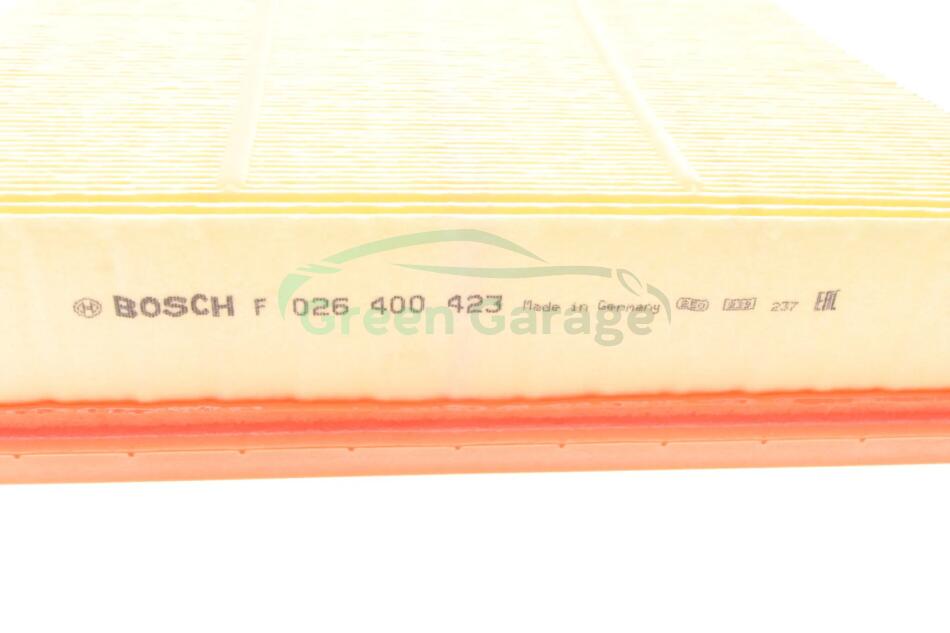 BOSCH F 026 400 423 Made in Germany 237 EAC
Green Garage